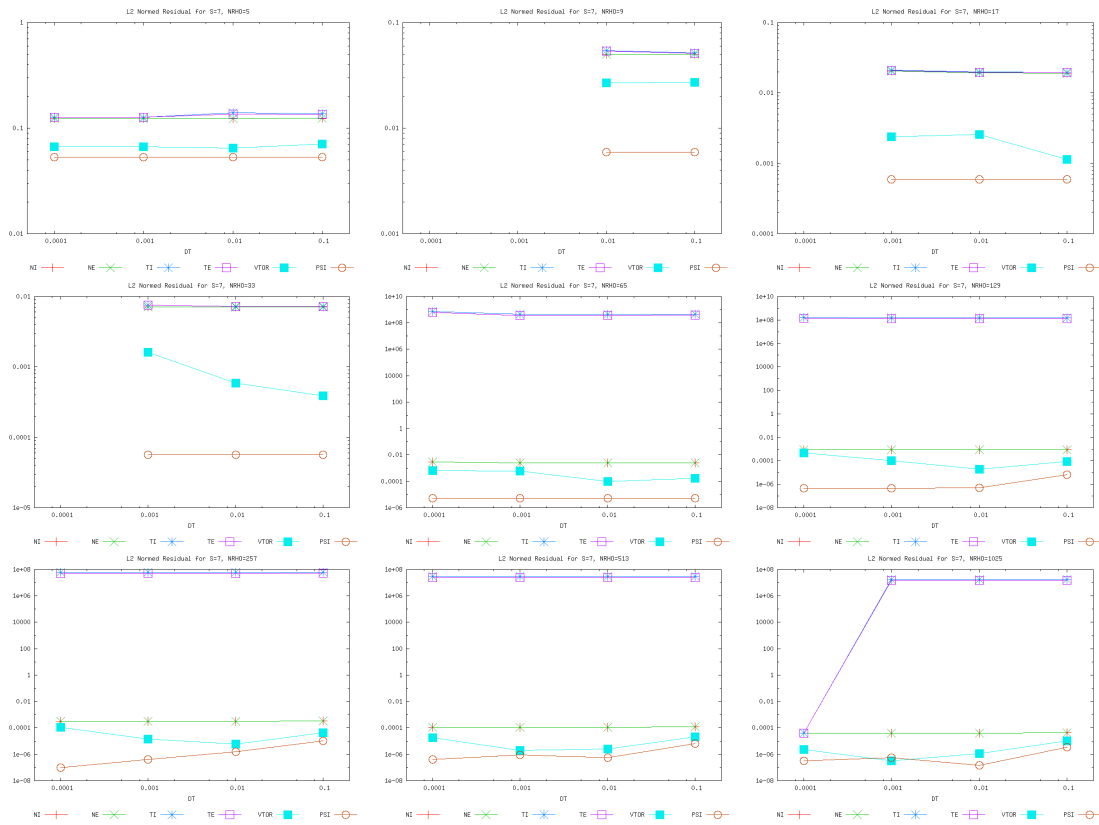 L2 Normed Residual for S=7, NRHO=5
1
0.1
0.01
0.0001 0.001 0.01 0.1
DT
NI NE TI TE VTOR PSI
L2 Normed Residual for S=7, NRHO=9
0.1
0.01
0.001
0.0001 0.001 0.01 0.1
DT
NI NE TI TE VTOR PSI
L2 Normed Residual for S=7, NRHO=17
0.1
0.01
0.001
0.0001
0.0001 0.001 0.01 0.1
DT
NI NE TI TE VTOR PSI
L2 Normed Residual for S=7, NRHO=33
0.01
0.001
0.0001
1e-05
0.0001 0.001 0.01 0.1
DT
NI NE TI TE VTOR PSI
L2 Normed Residual for S=7, NRHO=65
1e+10
1e+08
1e+06
10000
100
1
0.01
0.0001
1e-06
0.0001 0.001 0.01 0.1
DT
NI NE TI TE VTOR PSI
L2 Normed Residual for S=7, NRHO=129
1e+10
1e+08
1e+06
10000
100
1
0.01
0.0001
1e-06
1e-08
0.0001 0.001 0.01 0.1
DT
NI NE TI TE VTOR PSI
L2 Normed Residual for S=7, NRHO=257
1e+08
1e+06
10000
100
1
0.01
0.0001
1e-06
1e-08
0.0001 0.001 0.01 0.1
DT
NI NE TI TE VTOR PSI
L2 Normed Residual for S=7, NRHO=513
1e+08
1e+06
10000
100
1
0.01
0.0001
1e-06
1e-08
0.0001 0.001 0.01 0.1
DT
NI NE TI TE VTOR PSI
L2 Normed Residual for S=7, NRHO=1025
1e+08
1e+06
10000
100
1
0.01
0.0001
1e-06
1e-08
0.0001 0.001 0.01 0.1
DT
NI NE TI TE VTOR PSI